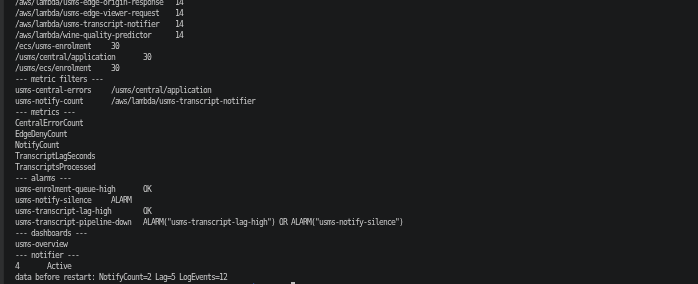 /aws/lambda/usms-edge-origin-response 14
/aws/lambda/usms-edge-viewer-request 14
/aws/lambda/usms-transcript-notifier 14
/aws/lambda/wine-quality-predictor 14
/ecs/usms-enrolment 30
/usms/central/application 30
/usms/ecs/enrolment 30
--- metric filters ---
usms-central-errors /usms/central/application
usms-notify-count /aws/lambda/usms-transcript-notifier
--- metrics ---
CentralErrorCount
EdgeDenyCount
NotifyCount
TranscriptLagSeconds
TranscriptsProcessed
--- alarms ---
usms-enrolment-queue-high OK
usms-notify-silence ALARM
usms-transcript-lag-high OK
usms-transcript-pipeline-down ALARM("usms-transcript-lag-high") OR ALARM("usms-notify-silence")
--- dashboards ---
usms-overview
--- notifier ---
4 Active
data before restart: NotifyCount=2 Lag=5 LogEvents=12